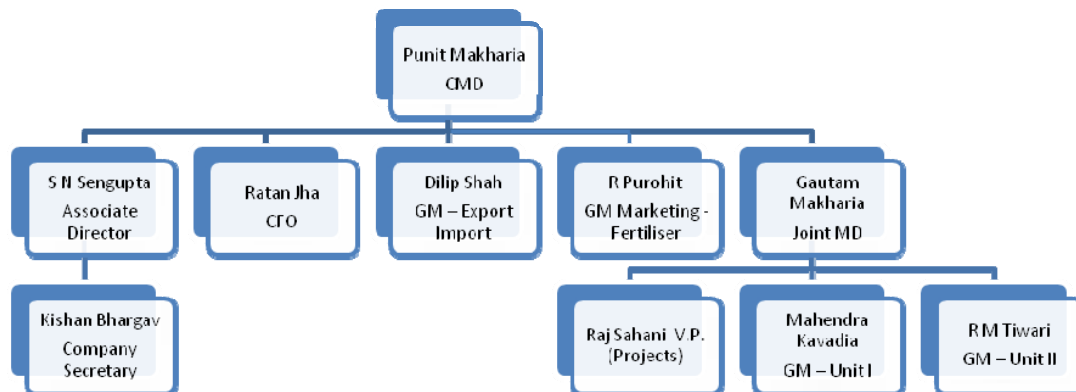 Punit Makharia
CMD
S N Sengupta
Associate
Director
Ratan Jha
CFO
Dilip Shah
GM – Export
Import
R Purohit
GM Marketing -
Fertiliser
Gautam
Makharia
Joint MD
Kishan Bhargav
Company
Secretary
Raj Sahani V.P.
(Projects)
Mahendra
Kavadia
GM – Unit I
R M Tiwari
GM – Unit II